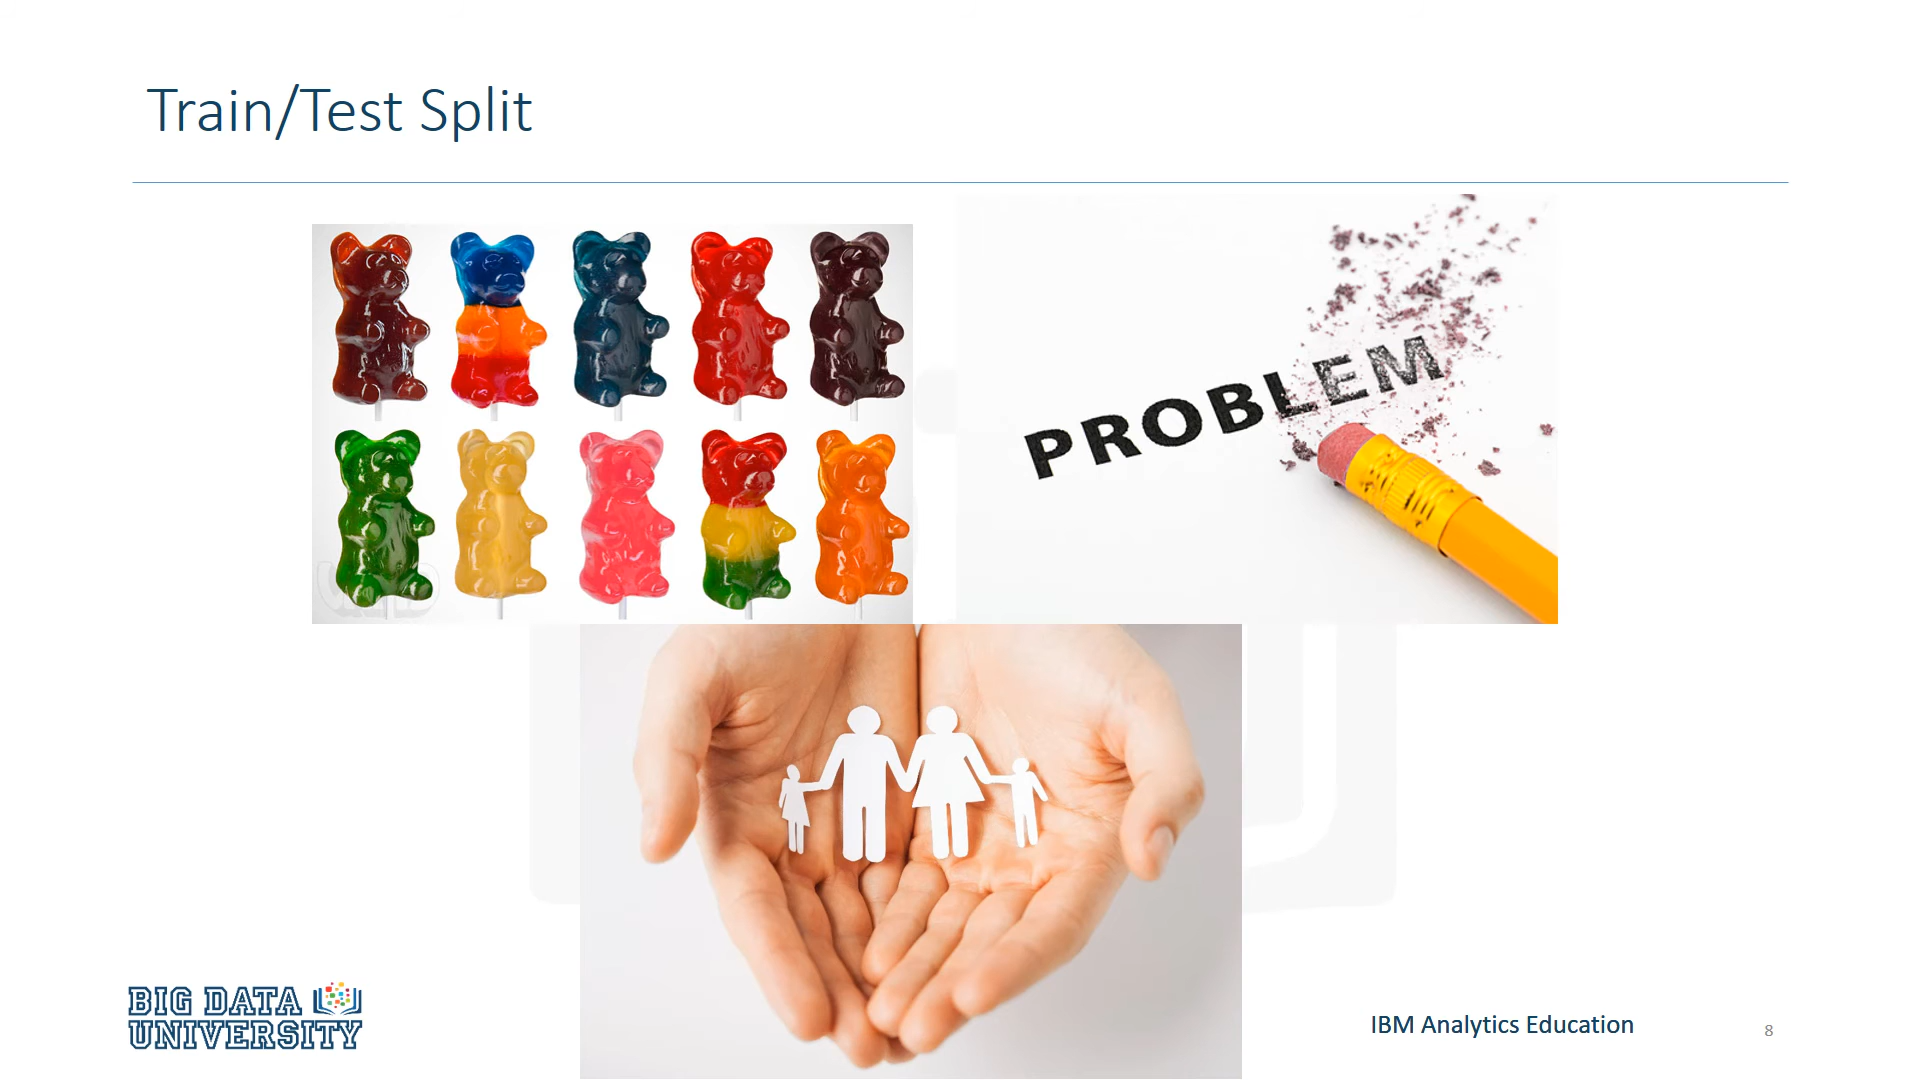 Train/Test Split
PROBLEM
BIG DATA
UNIVERSITY
IBM Analytics Education
8